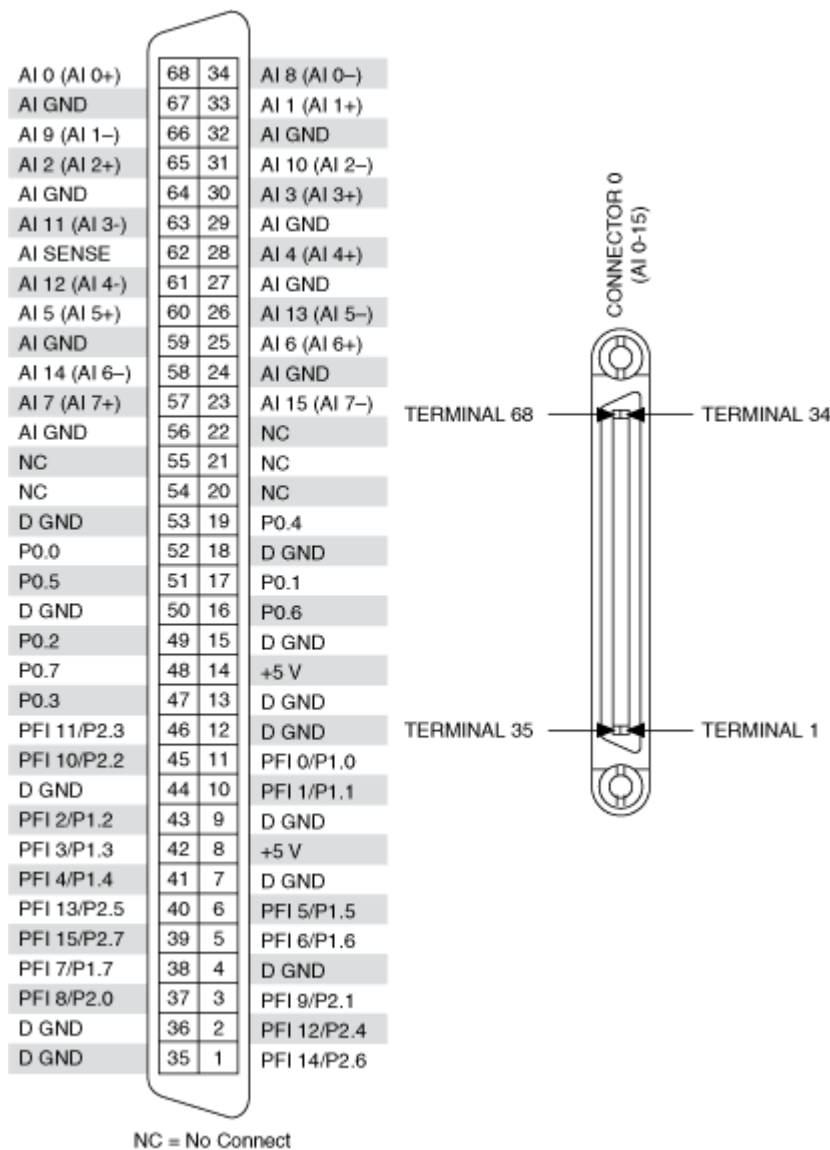 AI 0 (AI 0+) 68 34 AI 8 (AI 0–)
AI GND 67 33 AI 1 (AI 1+)
AI 9 (AI 1–) 66 32 AI GND
AI 2 (AI 2+) 65 31 AI 10 (AI 2–)
AI GND 64 30 AI 3 (AI 3+)
AI 11 (AI 3-) 63 29 AI GND
AI SENSE 62 28 AI 4 (AI 4+)
AI 12 (AI 4-) 61 27 AI GND
AI 5 (AI 5+) 60 26 AI 13 (AI 5–)
AI GND 59 25 AI 6 (AI 6+)
AI 14 (AI 6–) 58 24 AI GND
AI 7 (AI 7+) 57 23 AI 15 (AI 7–)
AI GND 56 22 NC
NC 55 21 NC
NC 54 20 NC
D GND 53 19 P0.4
P0.0 52 18 D GND
P0.5 51 17 P0.1
D GND 50 16 P0.6
P0.2 49 15 D GND
P0.7 48 14 +5 V
P0.3 47 13 D GND
PFI 11/P2.3 46 12 D GND
PFI 10/P2.2 45 11 PFI 0/P1.0
D GND 44 10 PFI 1/P1.1
PFI 2/P1.2 43 9 D GND
PFI 3/P1.3 42 8 +5 V
PFI 4/P1.4 41 7 D GND
PFI 13/P2.5 40 6 PFI 5/P1.5
PFI 15/P2.7 39 5 PFI 6/P1.6
PFI 7/P1.7 38 4 D GND
PFI 8/P2.0 37 3 PFI 9/P2.1
D GND 36 2 PFI 12/P2.4
D GND 35 1 PFI 14/P2.6
NC = No Connect
CONNECTOR 0
(AI 0-15)
TERMINAL 68 TERMINAL 34
TERMINAL 35 TERMINAL 1